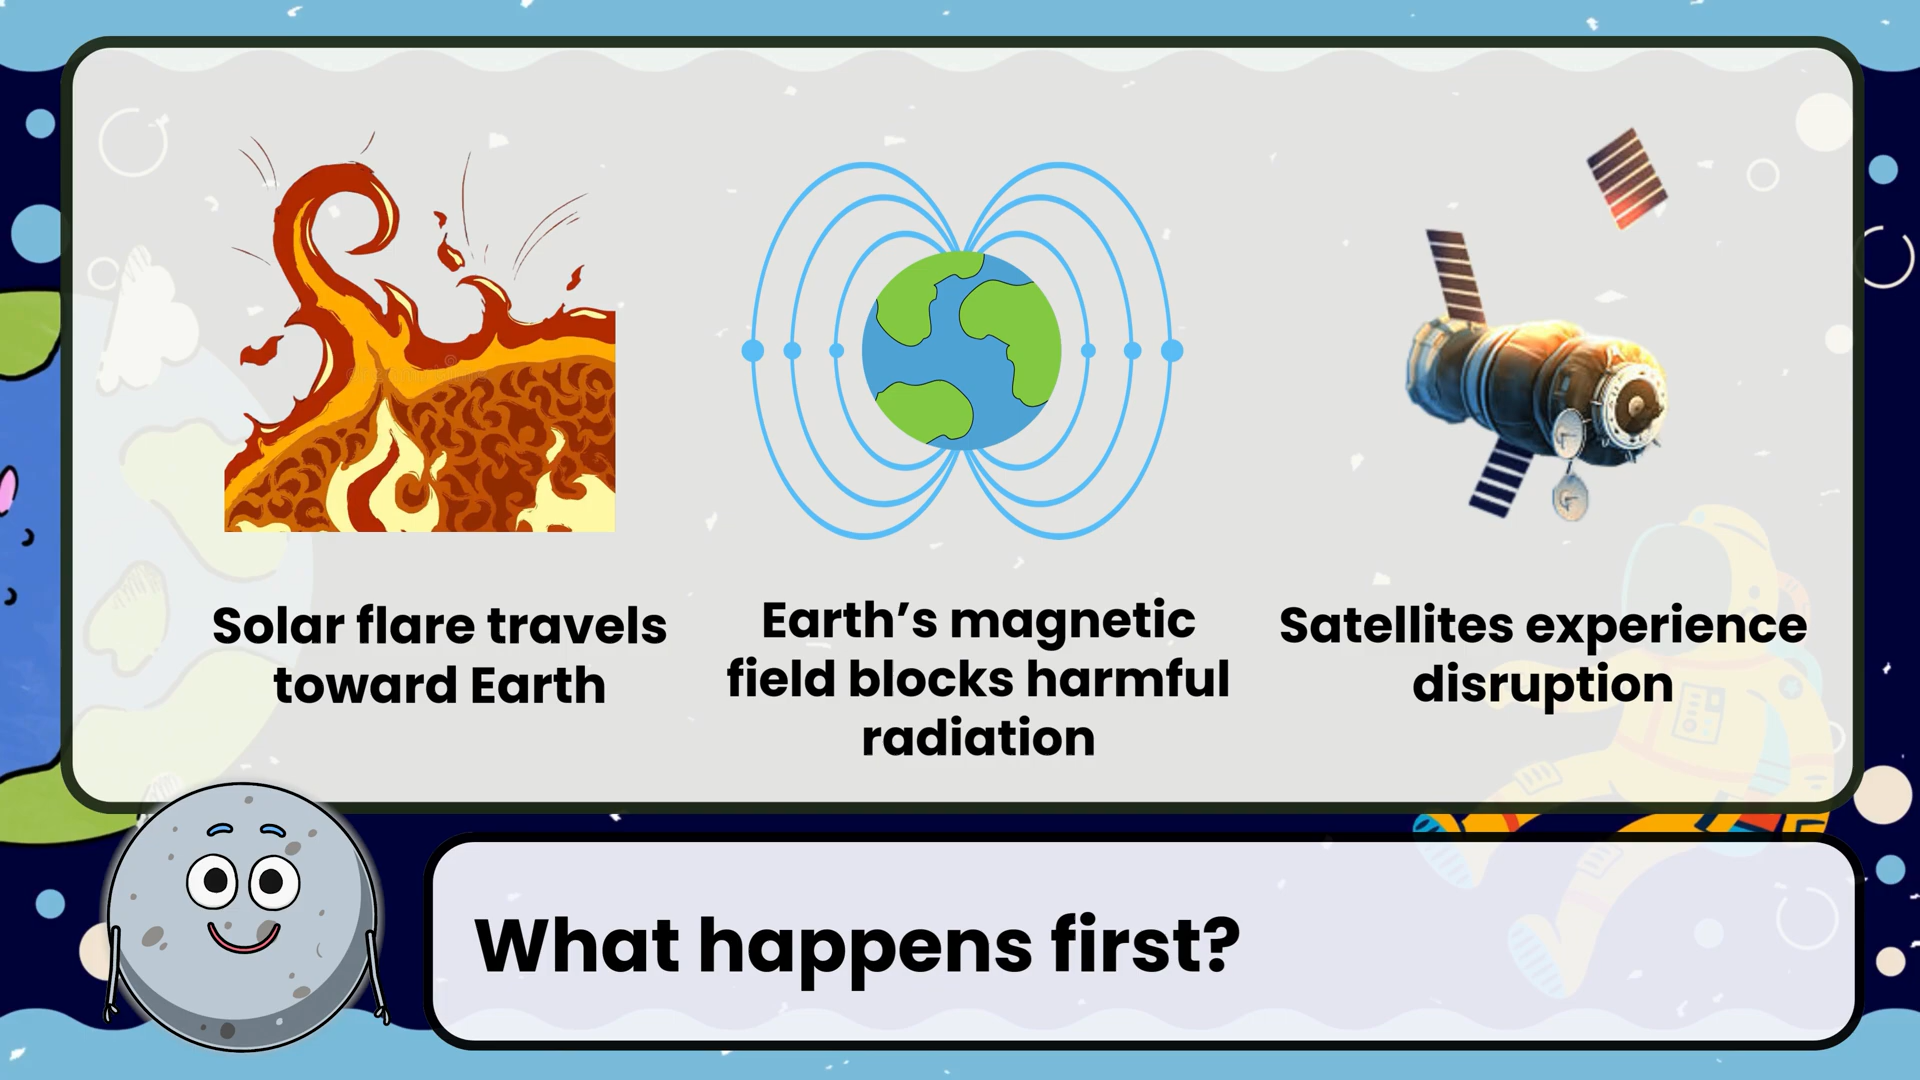 Solar flare travels
toward Earth
Earth’s magnetic
field blocks harmful
radiation
Satellites experience
disruption
What happens first?